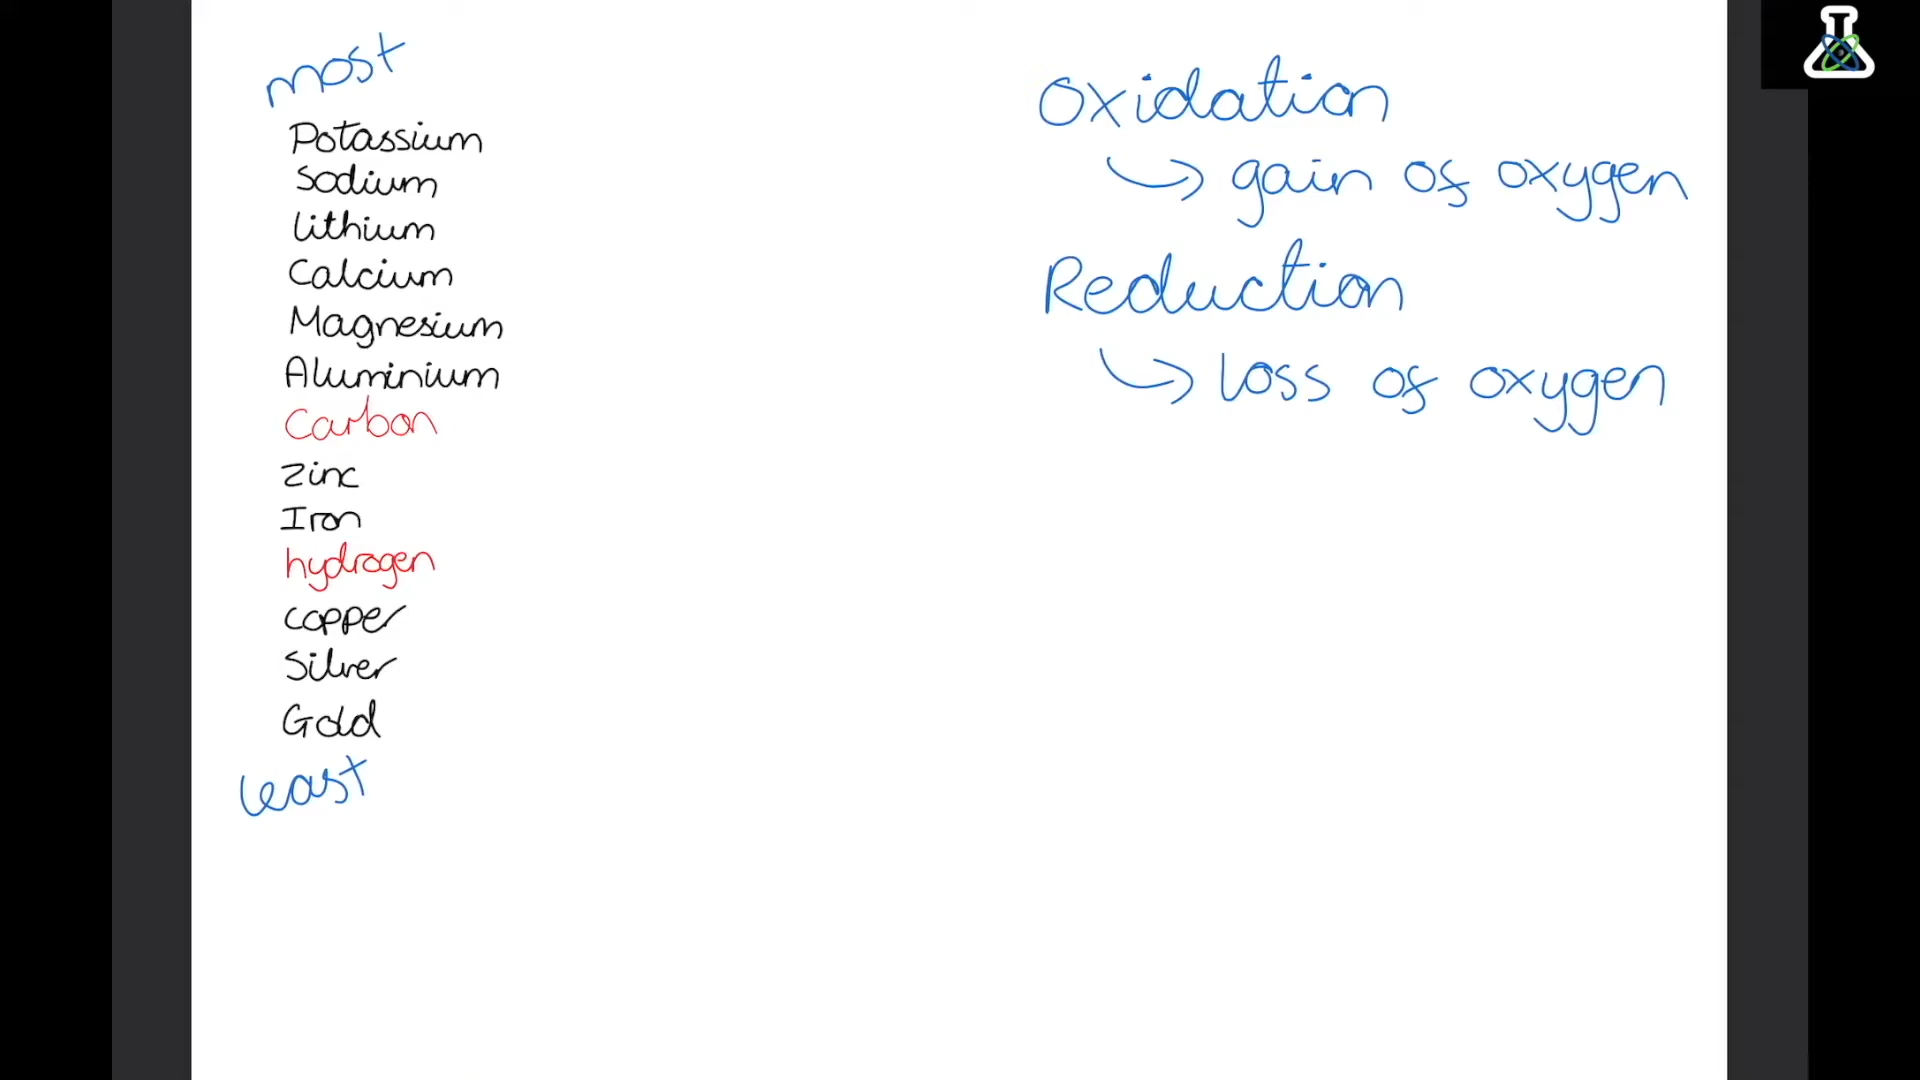 most
Potassium
Sodium
Lithium
Calcium
Magnesium
Aluminium
Carbon
Zinc
Iron
hydrogen
Copper
Silver
Gold
least
Oxidation
↳ gain of oxygen
Reduction
↳ loss of oxygen